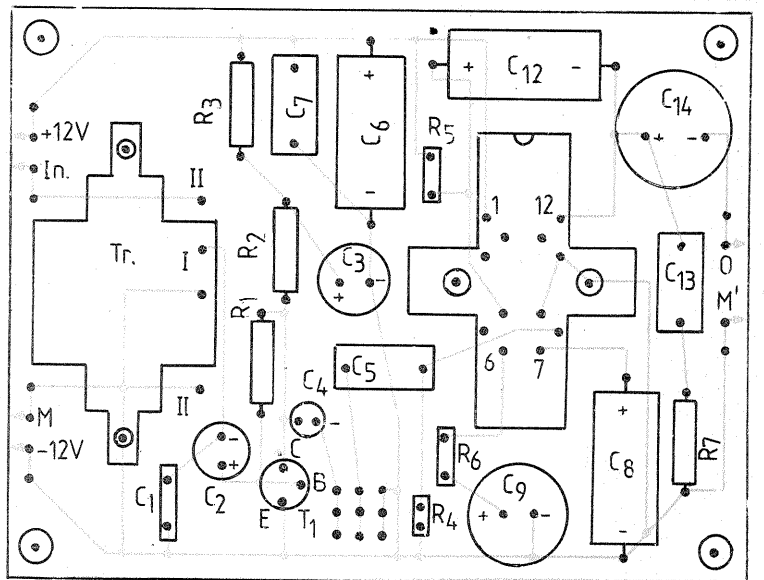 + C12 -
C14
+ -
R3
C7
+
C6
-
R5
+12V
In.
II
1 12
Tr.
I
R2
C3
+ -
C13
O
M'
R1
6 7
C5
II
C4
-
M
-12V
+
C8
-
R7
C1
-
+
C2
C
B
E
T1
R6
R4
+ C9 -